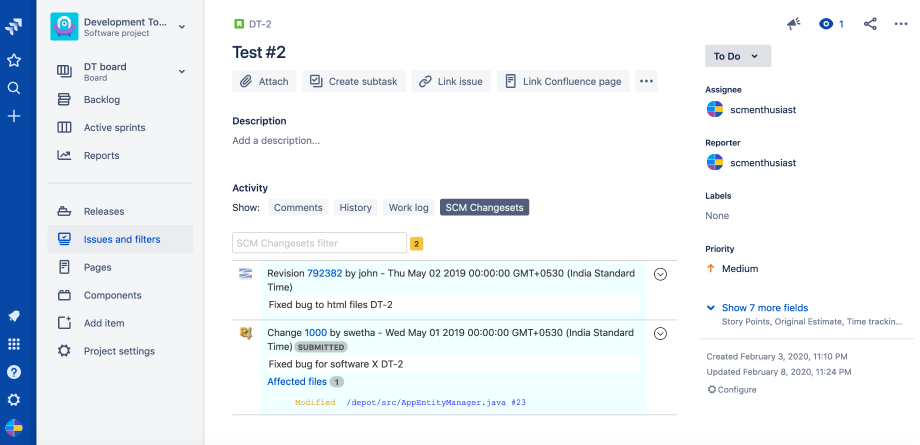 Development To...
Software project
DT board
Board
Backlog
Active sprints
Reports
Releases
Issues and filters
Pages
Components
Add item
Project settings
DT-2
1
Test #2
Attach
Create subtask
Link issue
Link Confluence page
Description
Add a description...
Activity
Show:
Comments
History
Work log
SCM Changesets
SCM Changesets filter
2
Revision 792382 by john - Thu May 02 2019 00:00:00 GMT+0530 (India Standard
Time)
Fixed bug to html files DT-2
Change 1000 by swetha - Wed May 01 2019 00:00:00 GMT+0530 (India Standard
Time) SUBMITTED
Fixed bug for software X DT-2
Affected files 1
Modified /depot/src/AppEntityManager.java #23
To Do
Assignee
scmenthusiast
Reporter
scmenthusiast
Labels
None
Priority
Medium
Show 7 more fields
Story Points, Original Estimate, Time trackin...
Created February 3, 2020, 11:10 PM
Updated February 8, 2020, 11:24 PM
Configure